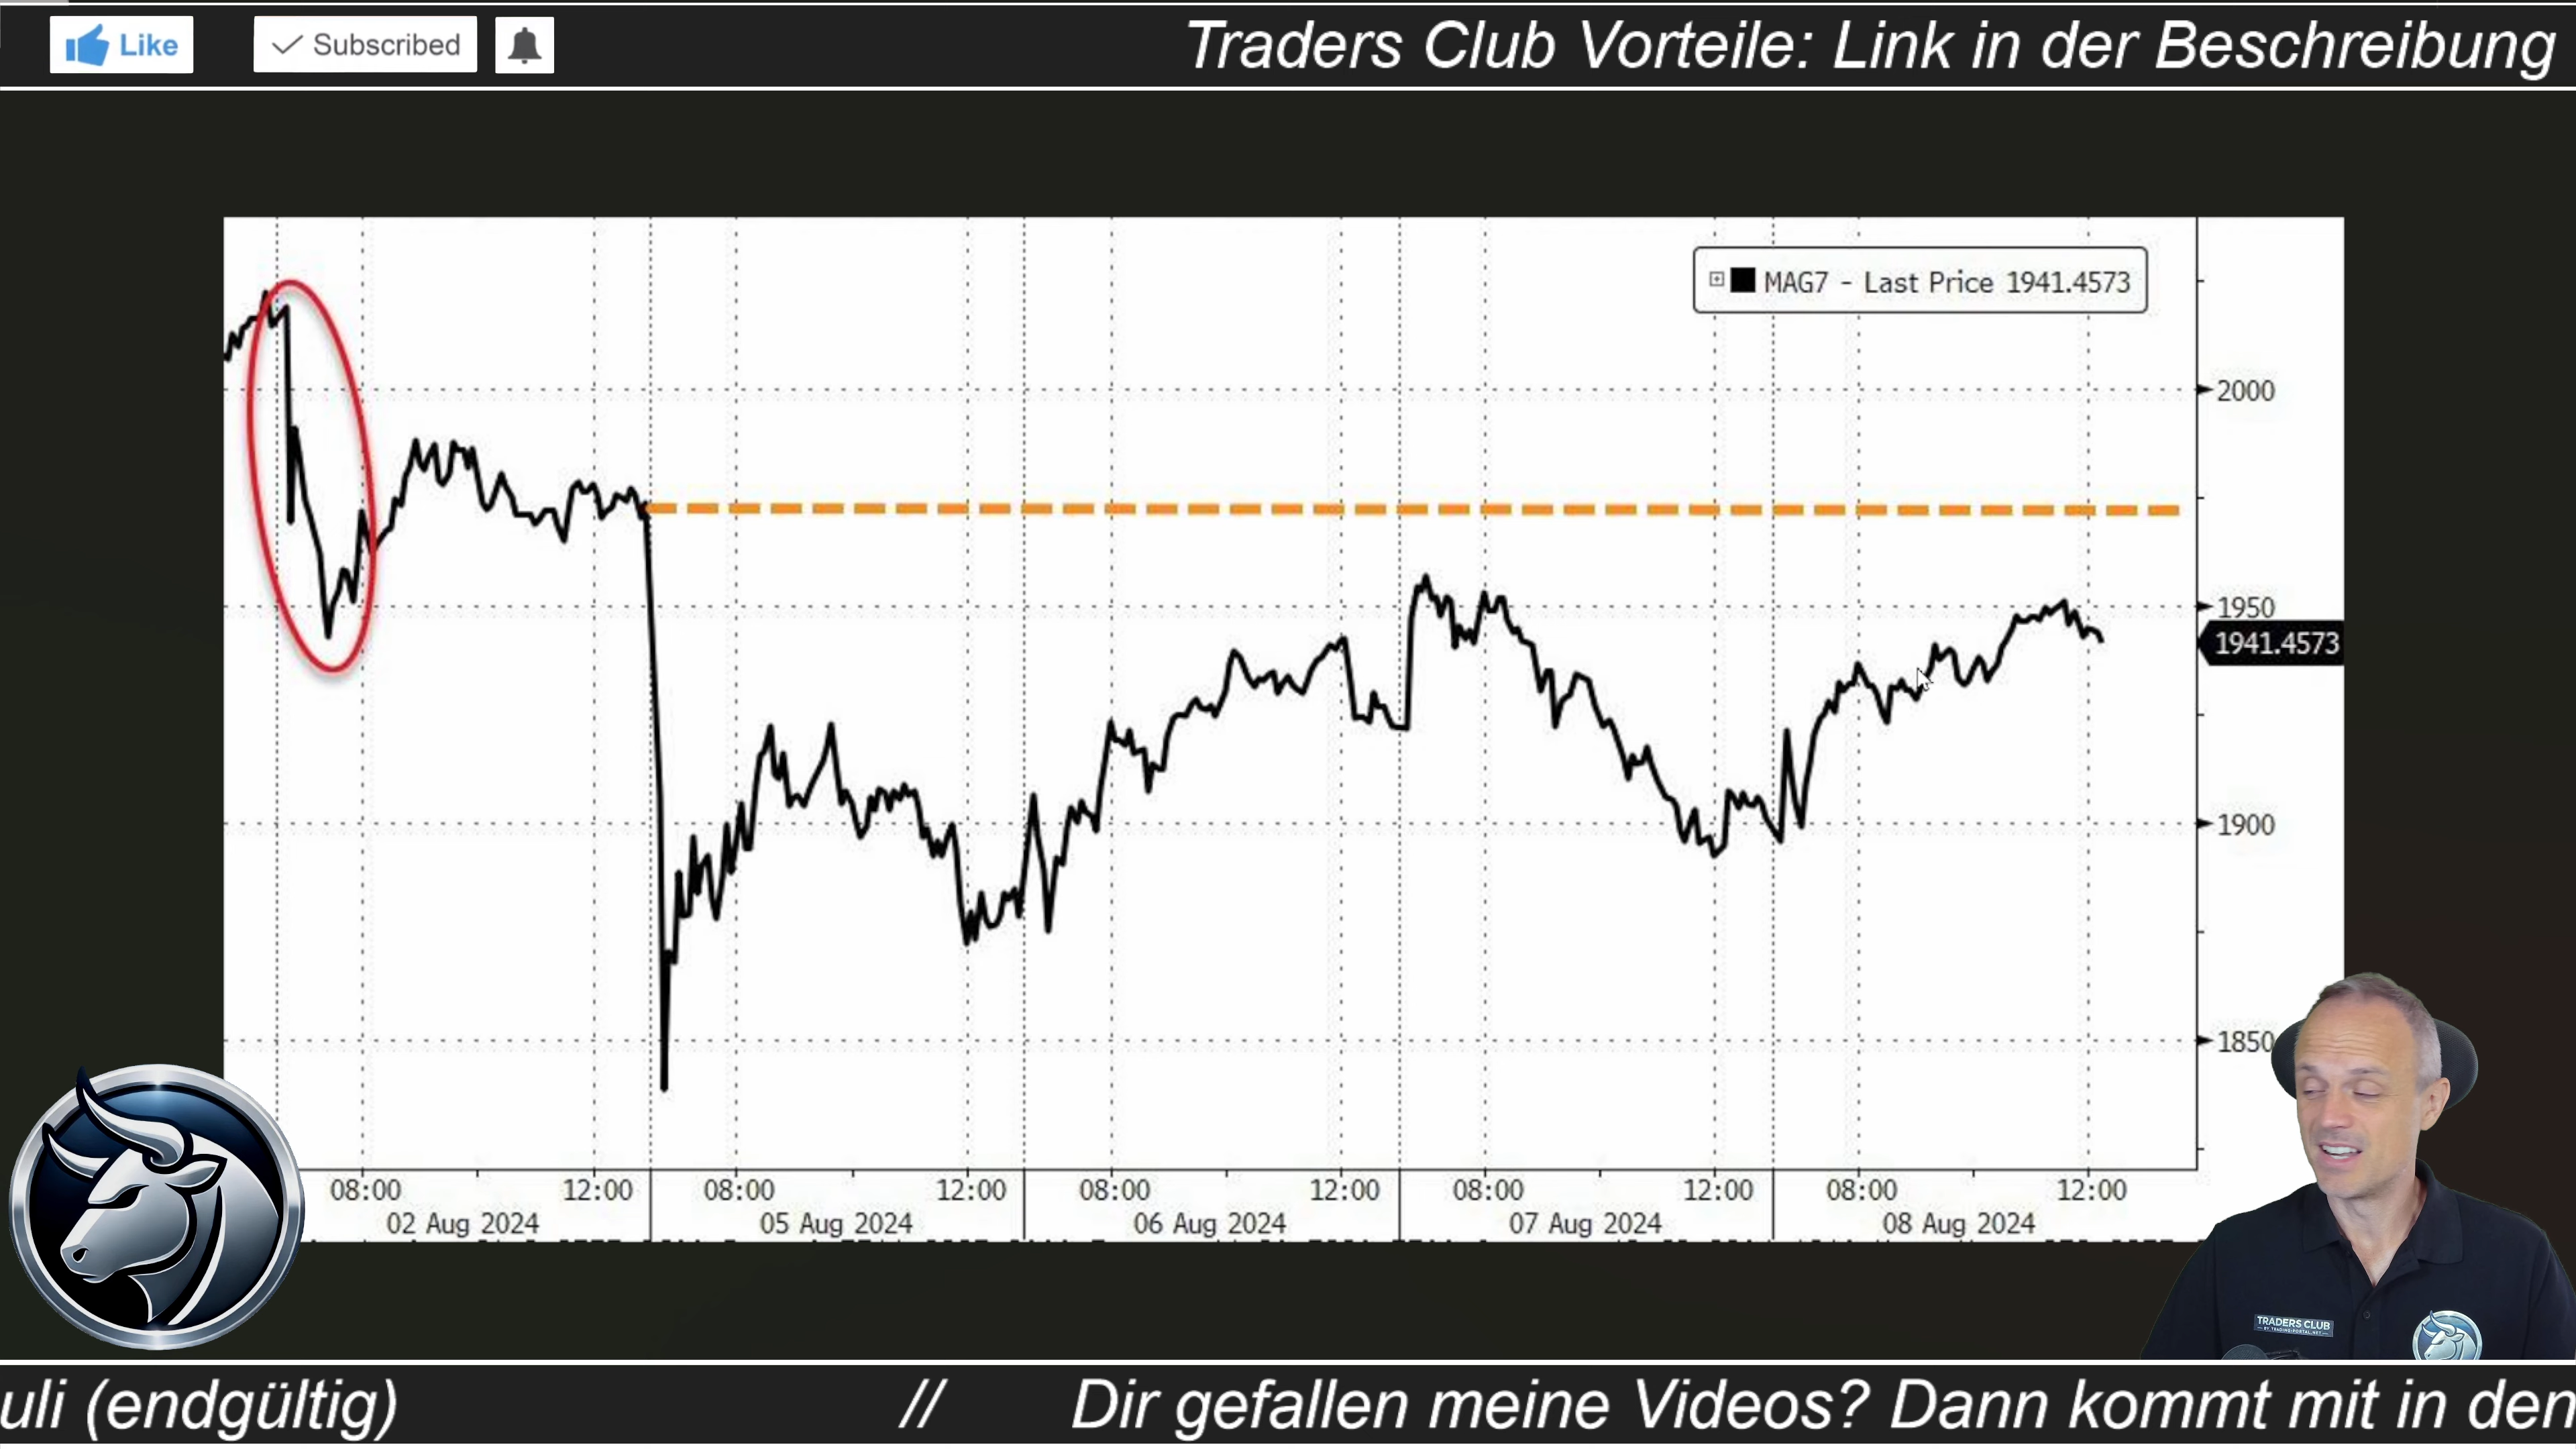 Like
Subscribed
Traders Club Vorteile: Link in der Beschreibung
MAG7 - Last Price 1941.4573
2000
1950
1941.4573
1900
1850
08:00 12:00 08:00 12:00 08:00 12:00 08:00 12:00 08:00 12:00
02 Aug 2024 05 Aug 2024 06 Aug 2024 07 Aug 2024 08 Aug 2024
TRADERS CLUB
uli (endgültig) // Dir gefallen meine Videos? Dann kommt mit in den